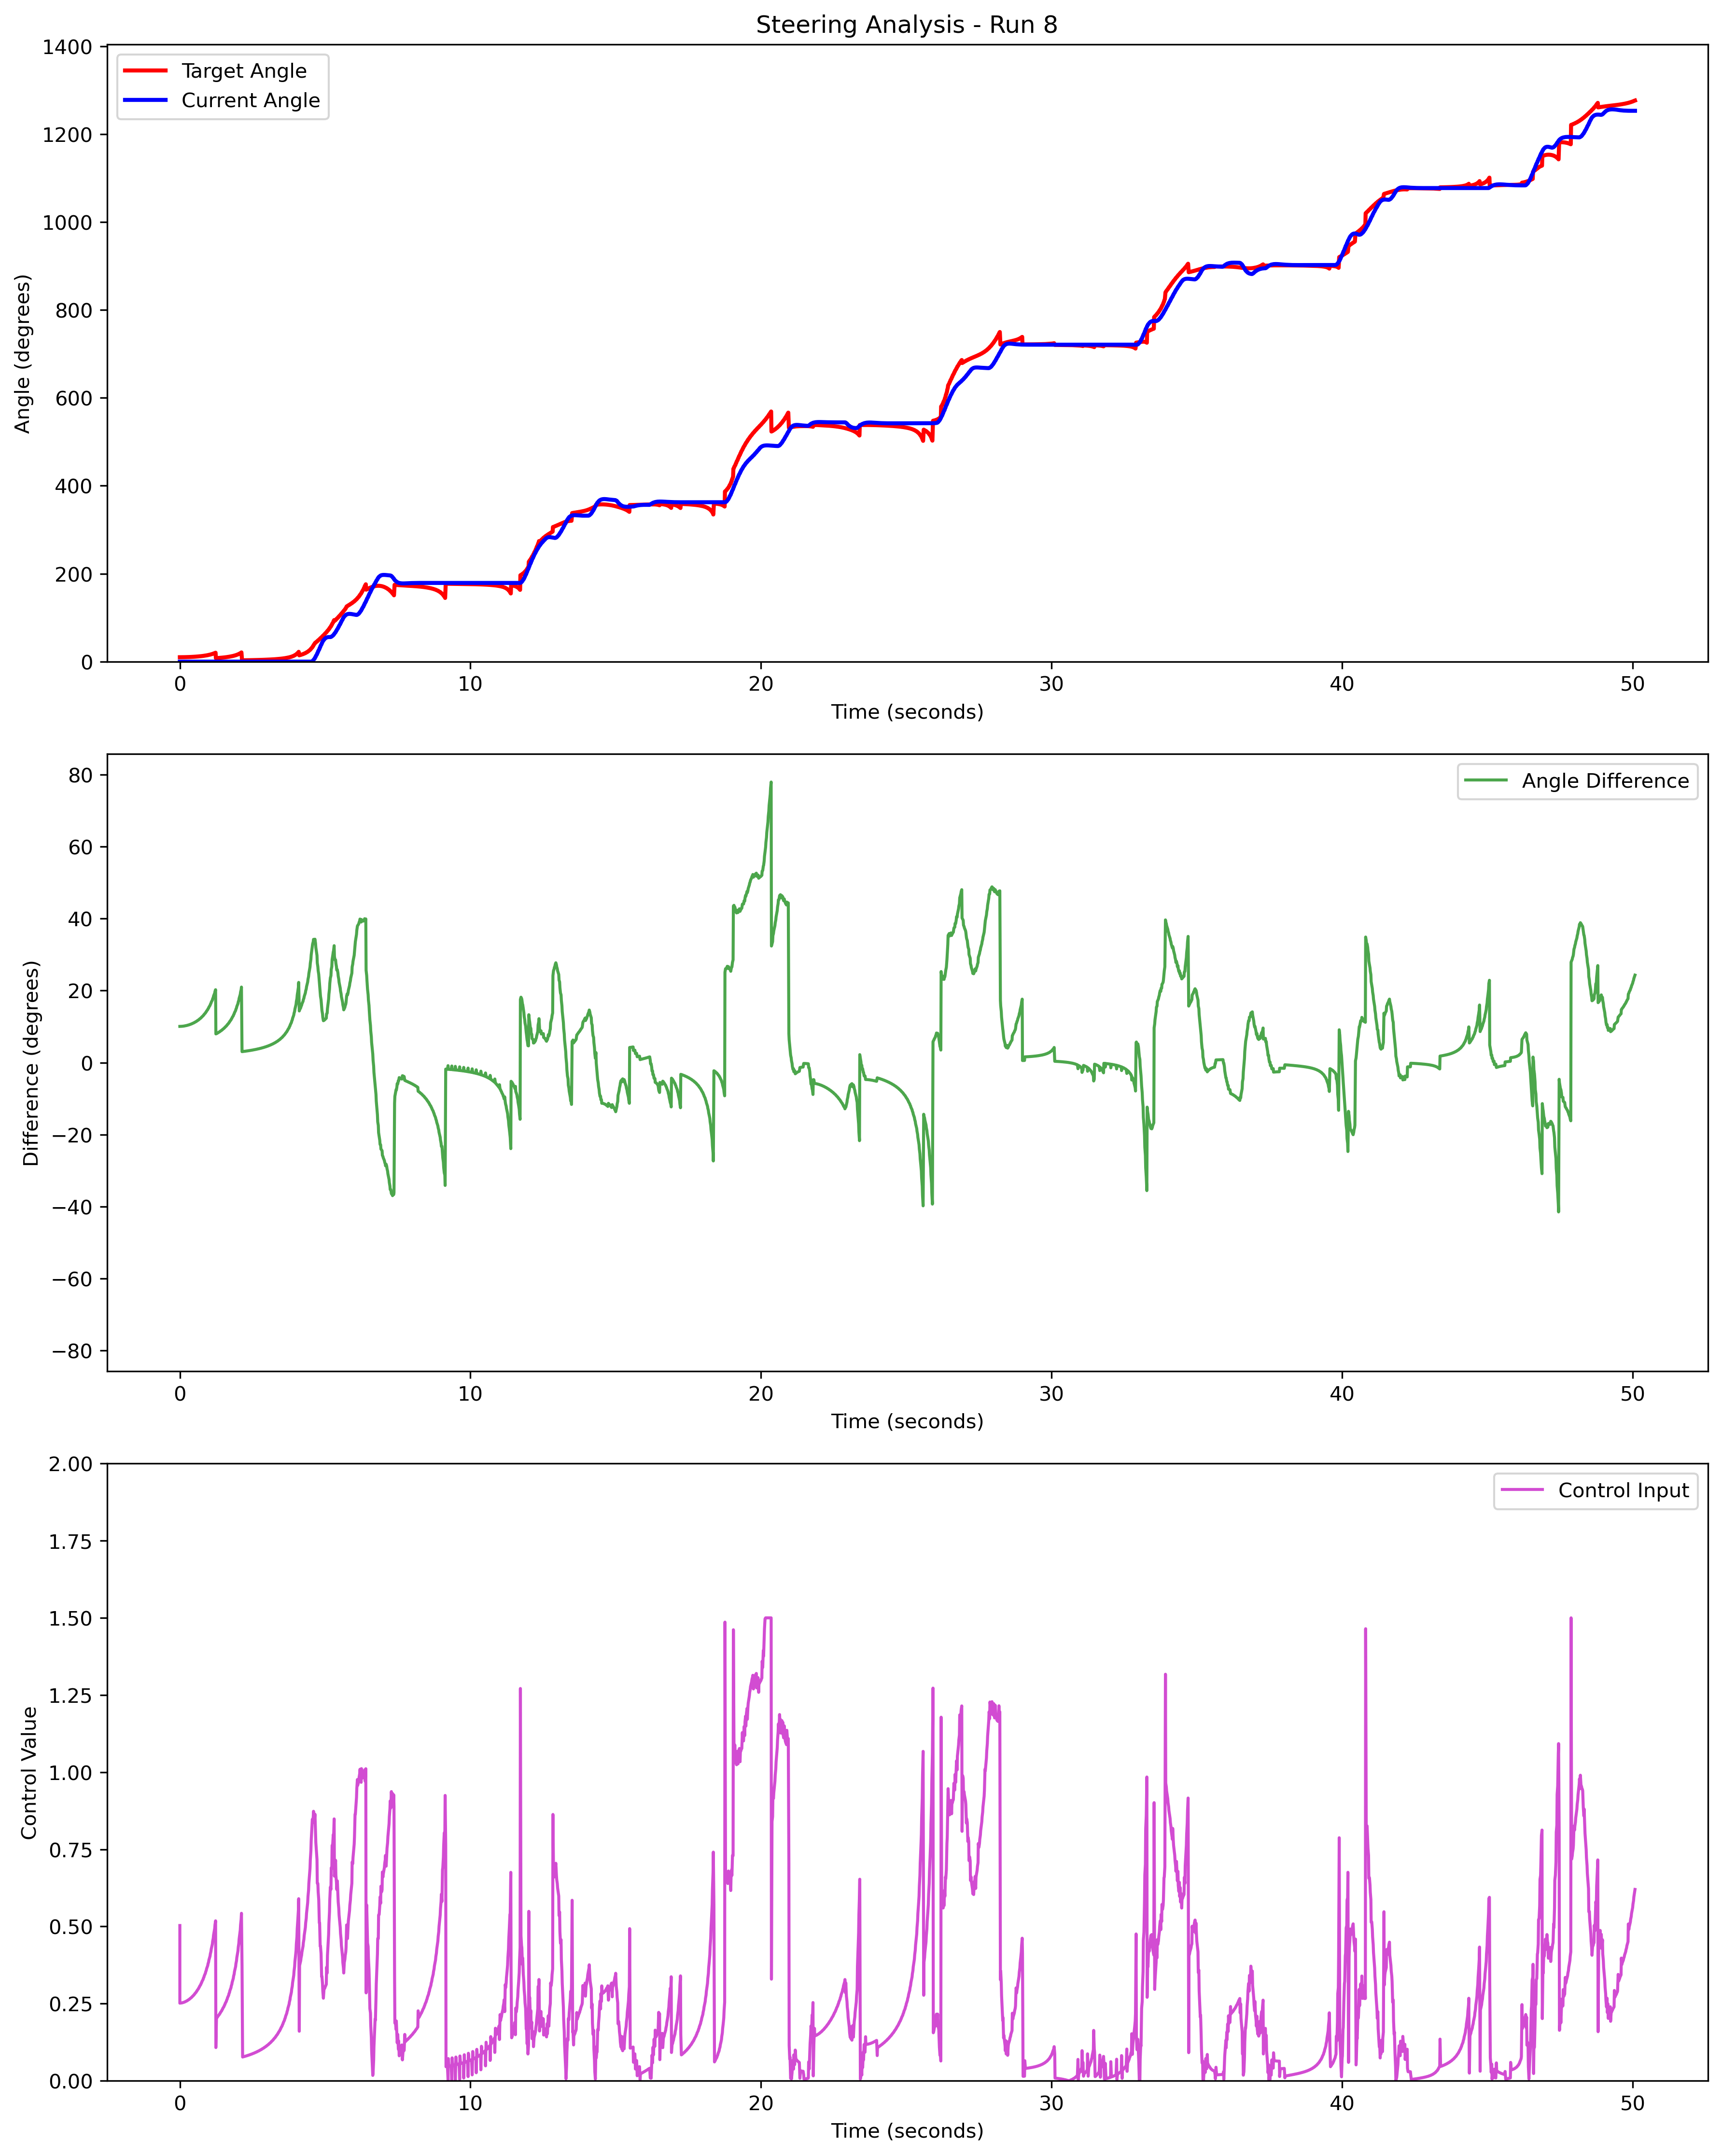 Steering Analysis - Run 8
1400
1200
1000
800
600
400
200
0
Angle (degrees)
Target Angle
Current Angle
0 10 20 30 40 50
Time (seconds)
80
60
40
20
0
−20
−40
−60
−80
Difference (degrees)
Angle Difference
0 10 20 30 40 50
Time (seconds)
2.00
1.75
1.50
1.25
1.00
0.75
0.50
0.25
0.00
Control Value
Control Input
0 10 20 30 40 50
Time (seconds)